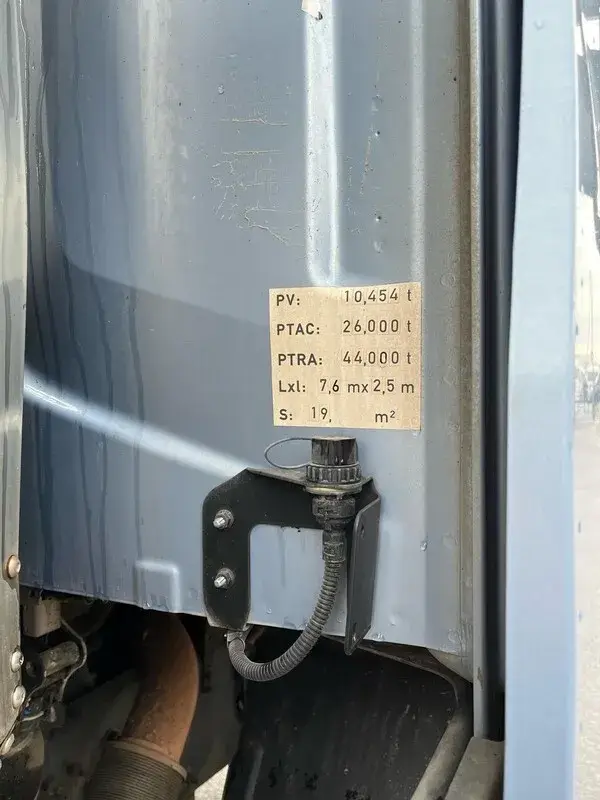 PV: 10,454 t
PTAC: 26,000 t
PTRA: 44,000 t
Lxl: 7,6 mx 2,5 m
S: 19, m²